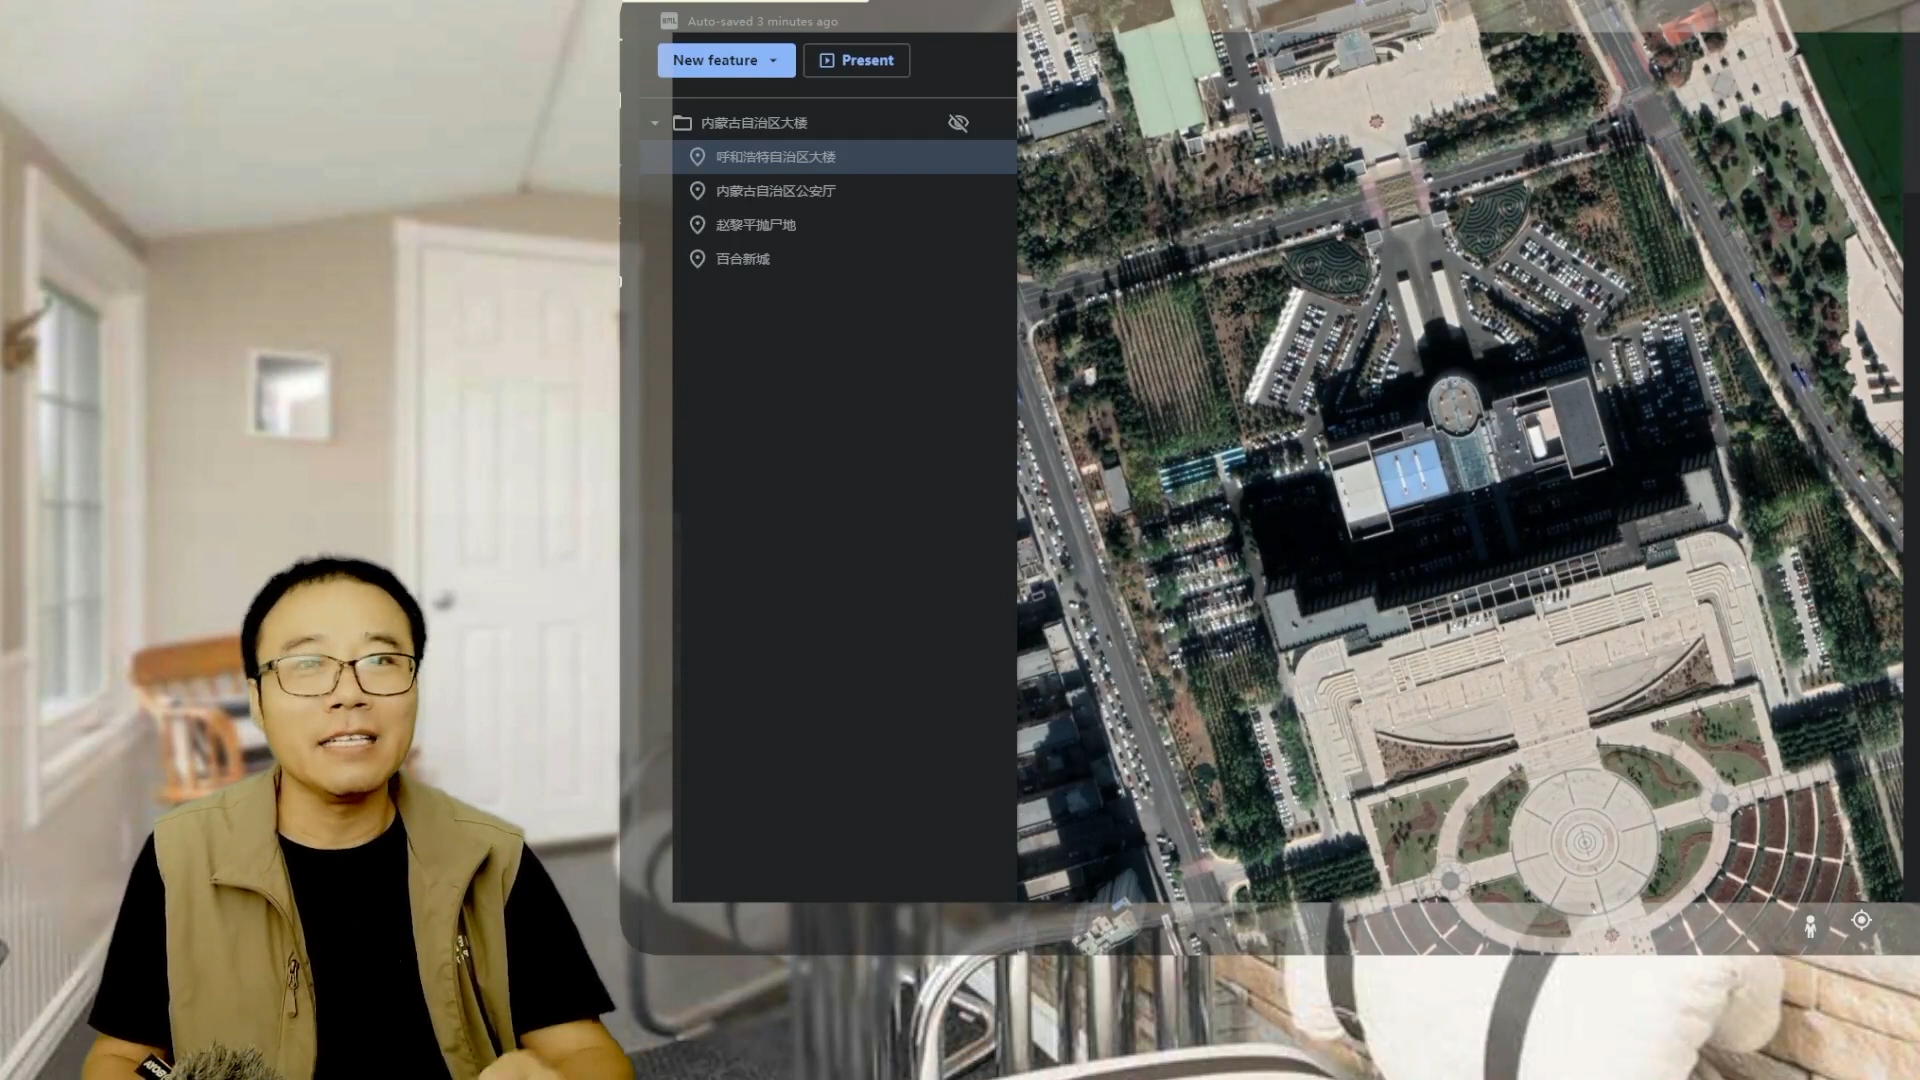 Auto-saved 3 minutes ago
New feature
Present
内蒙古自治区大楼
呼和浩特自治区大楼
内蒙古自治区公安厅
赵黎平抛尸地
百合新城